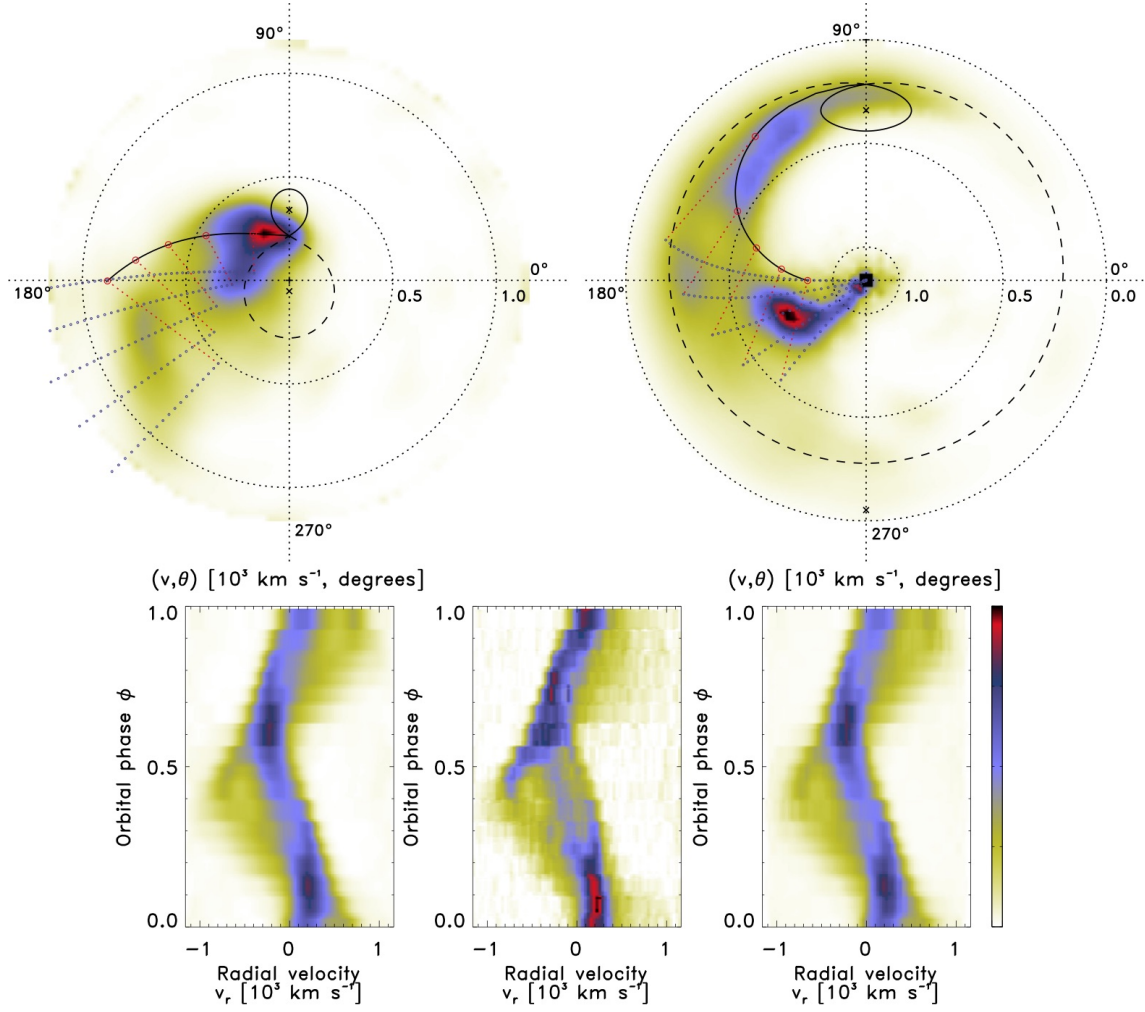 90° 90°
0° 0°
180° 0.5 1.0 180° 1.0 0.5 0.0
270° 270°
(v,θ) [10³ km s⁻¹, degrees] (v,θ) [10³ km s⁻¹, degrees]
1.0 1.0 1.0
Orbital phase ϕ Orbital phase ϕ Orbital phase ϕ
0.5 0.5 0.5
0.0 0.0 0.0
−1 0 1 −1 0 1 −1 0 1
Radial velocity Radial velocity Radial velocity
vᵣ [10³ km s⁻¹] vᵣ [10³ km s⁻¹] vᵣ [10³ km s⁻¹]